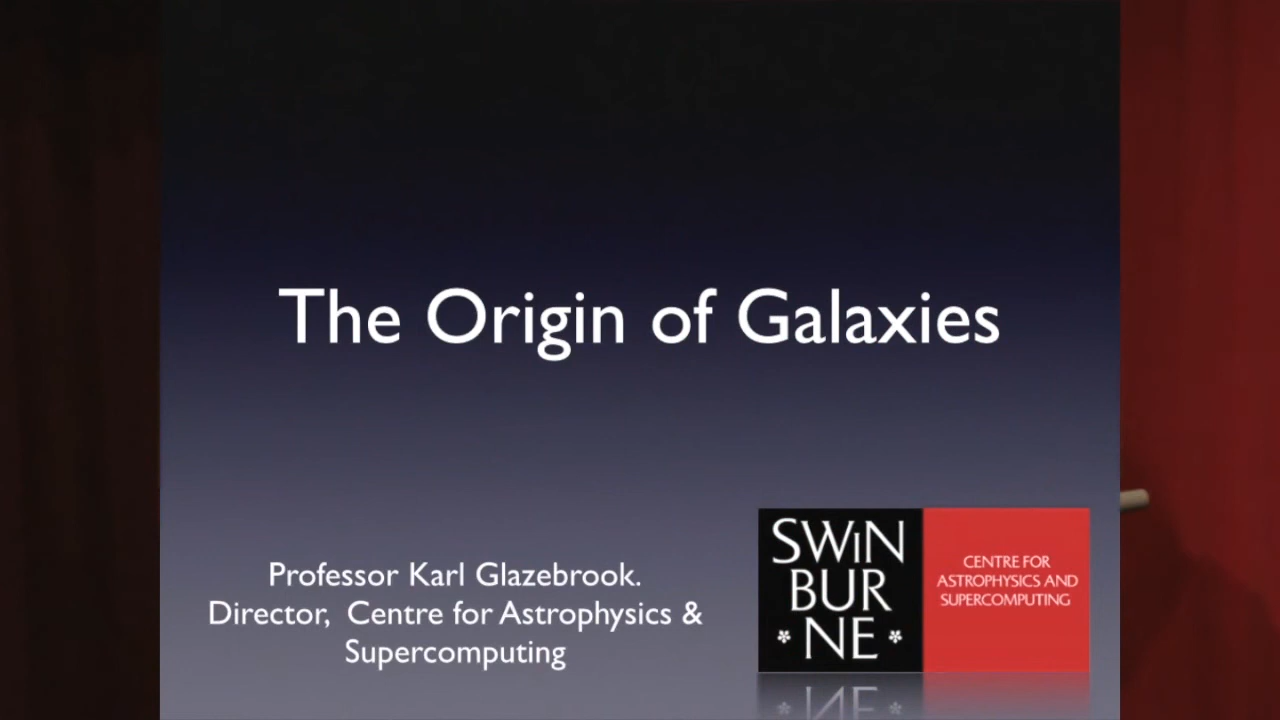 The Origin of Galaxies
Professor Karl Glazebrook.
Director,  Centre for Astrophysics &
Supercomputing
SWiN
BUR
NE
CENTRE FOR
ASTROPHYSICS AND
SUPERCOMPUTING